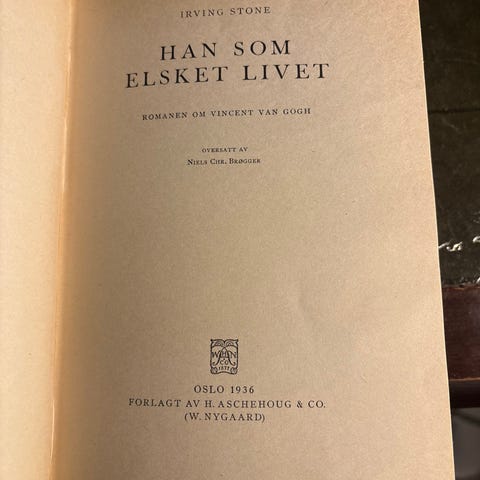 IRVING STONE
HAN SOM
ELSKET LIVET
ROMANEN OM VINCENT VAN GOGH
OVERSATT AV
NIELS CHR. BRØGGER
OSLO 1936
FORLAGT AV H. ASCHEHOUG & CO.
(W. NYGAARD)